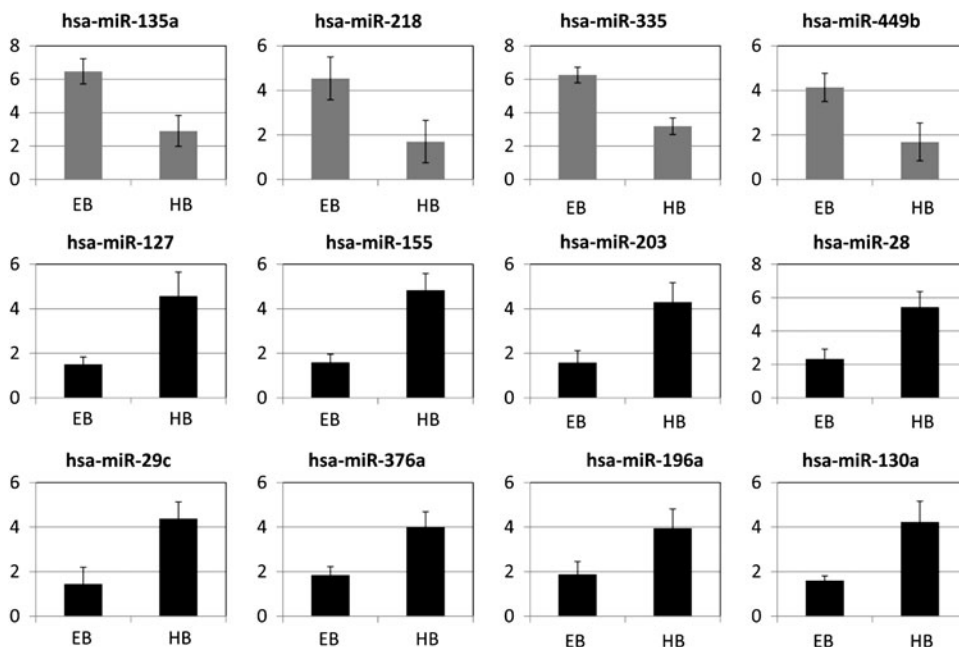 hsa-miR-135a hsa-miR-218 hsa-miR-335 hsa-miR-449b
8 6 8 6
6 4 6 4
4 2 4 2
2 0 2 0
0
EB HB EB HB EB HB EB HB
hsa-miR-127 hsa-miR-155 hsa-miR-203 hsa-miR-28
6 6 6 8
4 4 4 6
2 2 2 4
0 0 0 2
0
EB HB EB HB EB HB EB HB
hsa-miR-29c hsa-miR-376a hsa-miR-196a hsa-miR-130a
6 6 6 6
4 4 4 4
2 2 2 2
0 0 0 0
EB HB EB HB EB HB EB HB